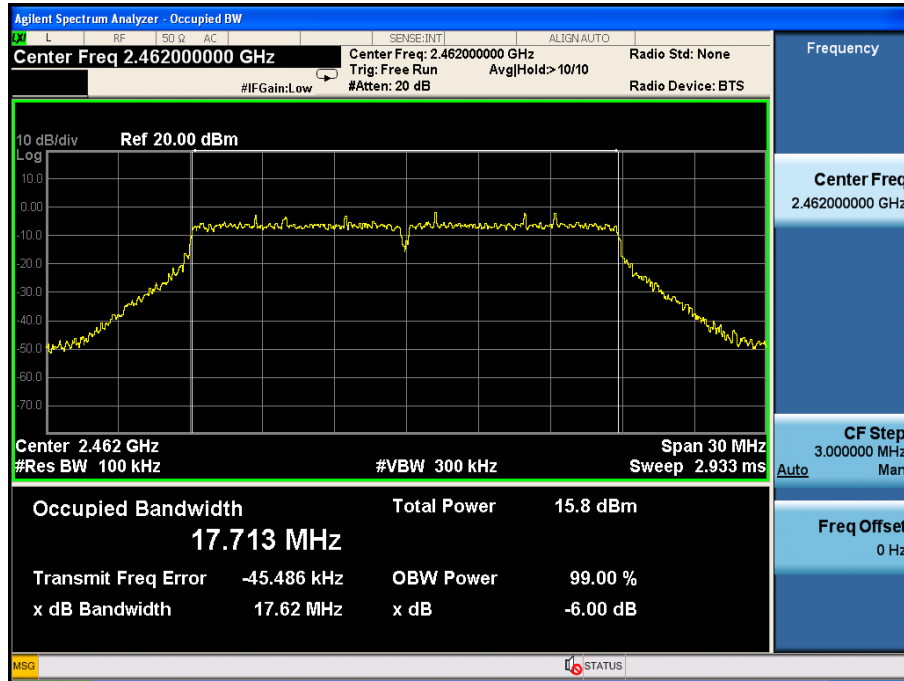 Agilent Spectrum Analyzer - Occupied BW
LXI L RF 50 Ω AC SENSE:INT ALIGN AUTO
Center Freq 2.462000000 GHz
Center Freq: 2.462000000 GHz
Radio Std: None
Trig: Free Run Avg|Hold:>10/10
#IFGain:Low
#Atten: 20 dB
Radio Device: BTS
10 dB/div Ref 20.00 dBm
Log
10.0
0.00
-10.0
-20.0
-30.0
-40.0
-50.0
-60.0
-70.0
Center 2.462 GHz Span 30 MHz
#Res BW 100 kHz #VBW 300 kHz Sweep 2.933 ms
Occupied Bandwidth Total Power 15.8 dBm
17.713 MHz
Transmit Freq Error -45.486 kHz OBW Power 99.00 %
x dB Bandwidth 17.62 MHz x dB -6.00 dB
MSG STATUS
Frequency
Center Freq
2.462000000 GHz
CF Step
3.000000 MHz
Auto Man
Freq Offset
0 Hz